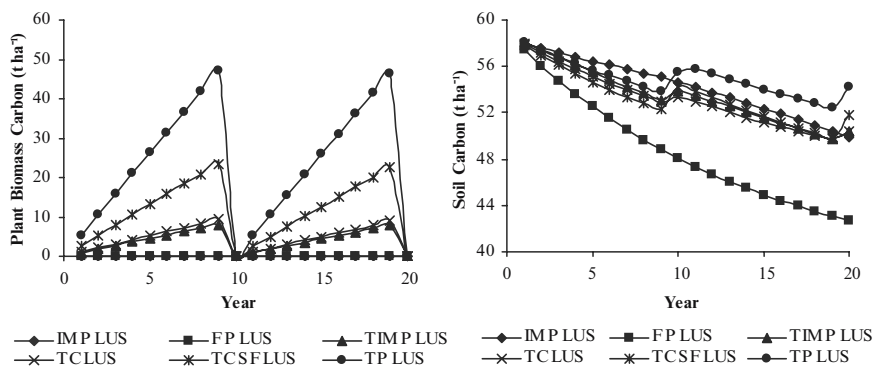 60
50
40
30
20
10
0
Plant Biomass Carbon (t ha⁻¹)
0 5 10 15 20
Year
IMP LUS FP LUS TIMP LUS
TC LUS TCSF LUS TP LUS
60
56
52
48
44
40
Soil Carbon (t ha⁻¹)
0 5 10 15 20
Year
IMP LUS FP LUS TIMP LUS
TC LUS TCSF LUS TP LUS